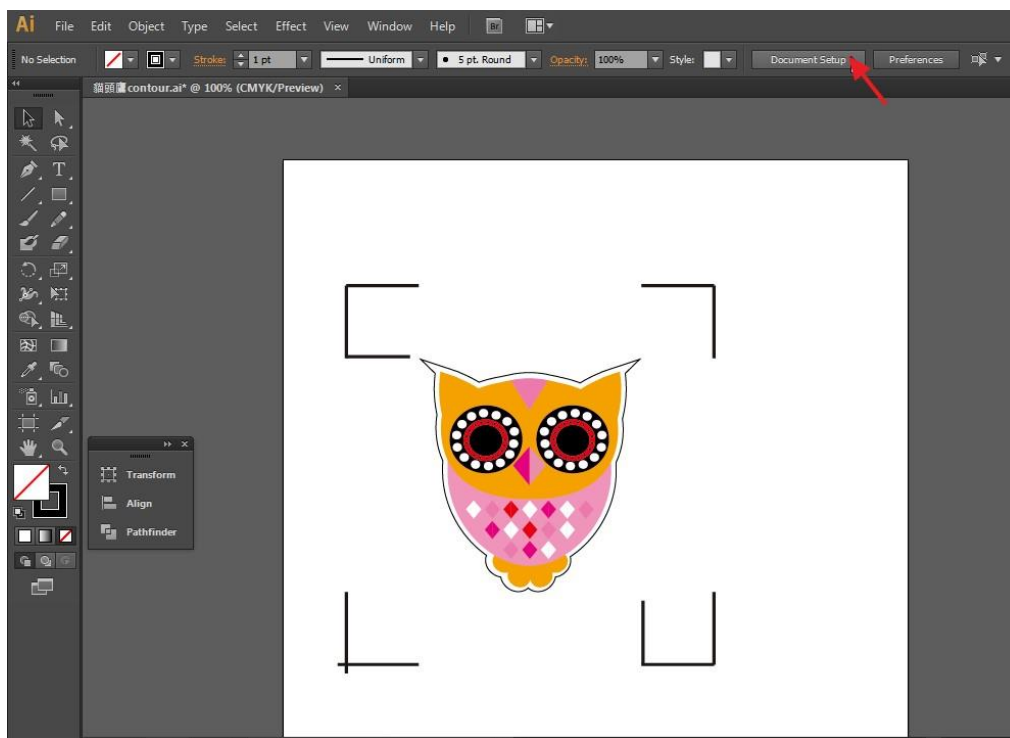 Ai File Edit Object Type Select Effect View Window Help Br
No Selection Stroke: 1 pt Uniform 5 pt. Round Opacity: 100% Style: Document Setup Preferences
貓頭鷹contour.ai* @ 100% (CMYK/Preview) ×
T
Transform
Align
Pathfinder